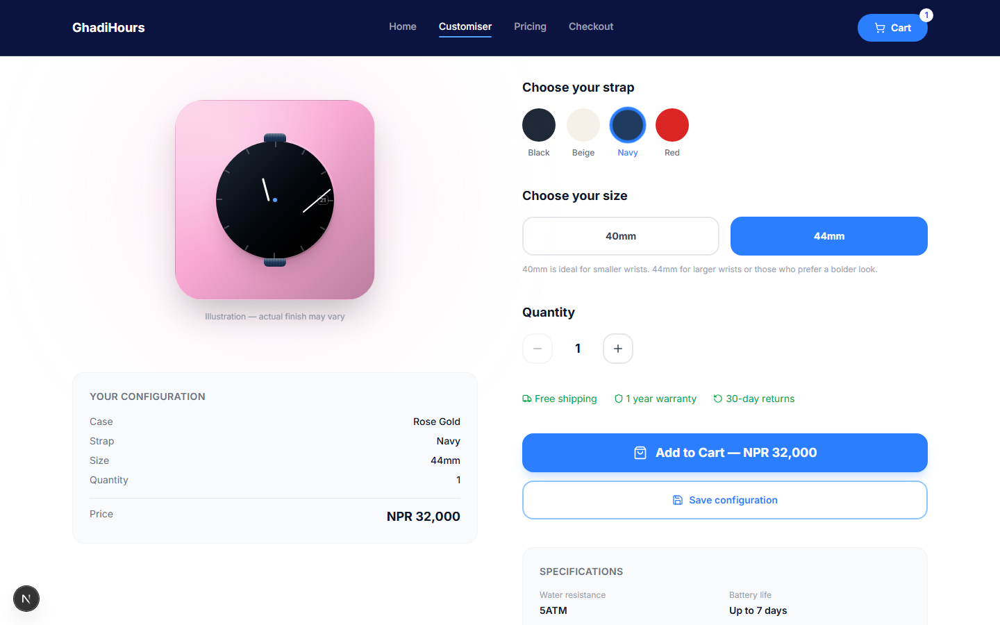 GhadiHours
Home
Customiser
Pricing
Checkout
Cart
1
21
Illustration — actual finish may vary
YOUR CONFIGURATION
Case Rose Gold
Strap Navy
Size 44mm
Quantity 1
Price NPR 32,000
Choose your strap
Black
Beige
Navy
Red
Choose your size
40mm
44mm
40mm is ideal for smaller wrists. 44mm for larger wrists or those who prefer a bolder look.
Quantity
1
Free shipping
1 year warranty
30-day returns
Add to Cart — NPR 32,000
Save configuration
SPECIFICATIONS
Water resistance
5ATM
Battery life
Up to 7 days
N